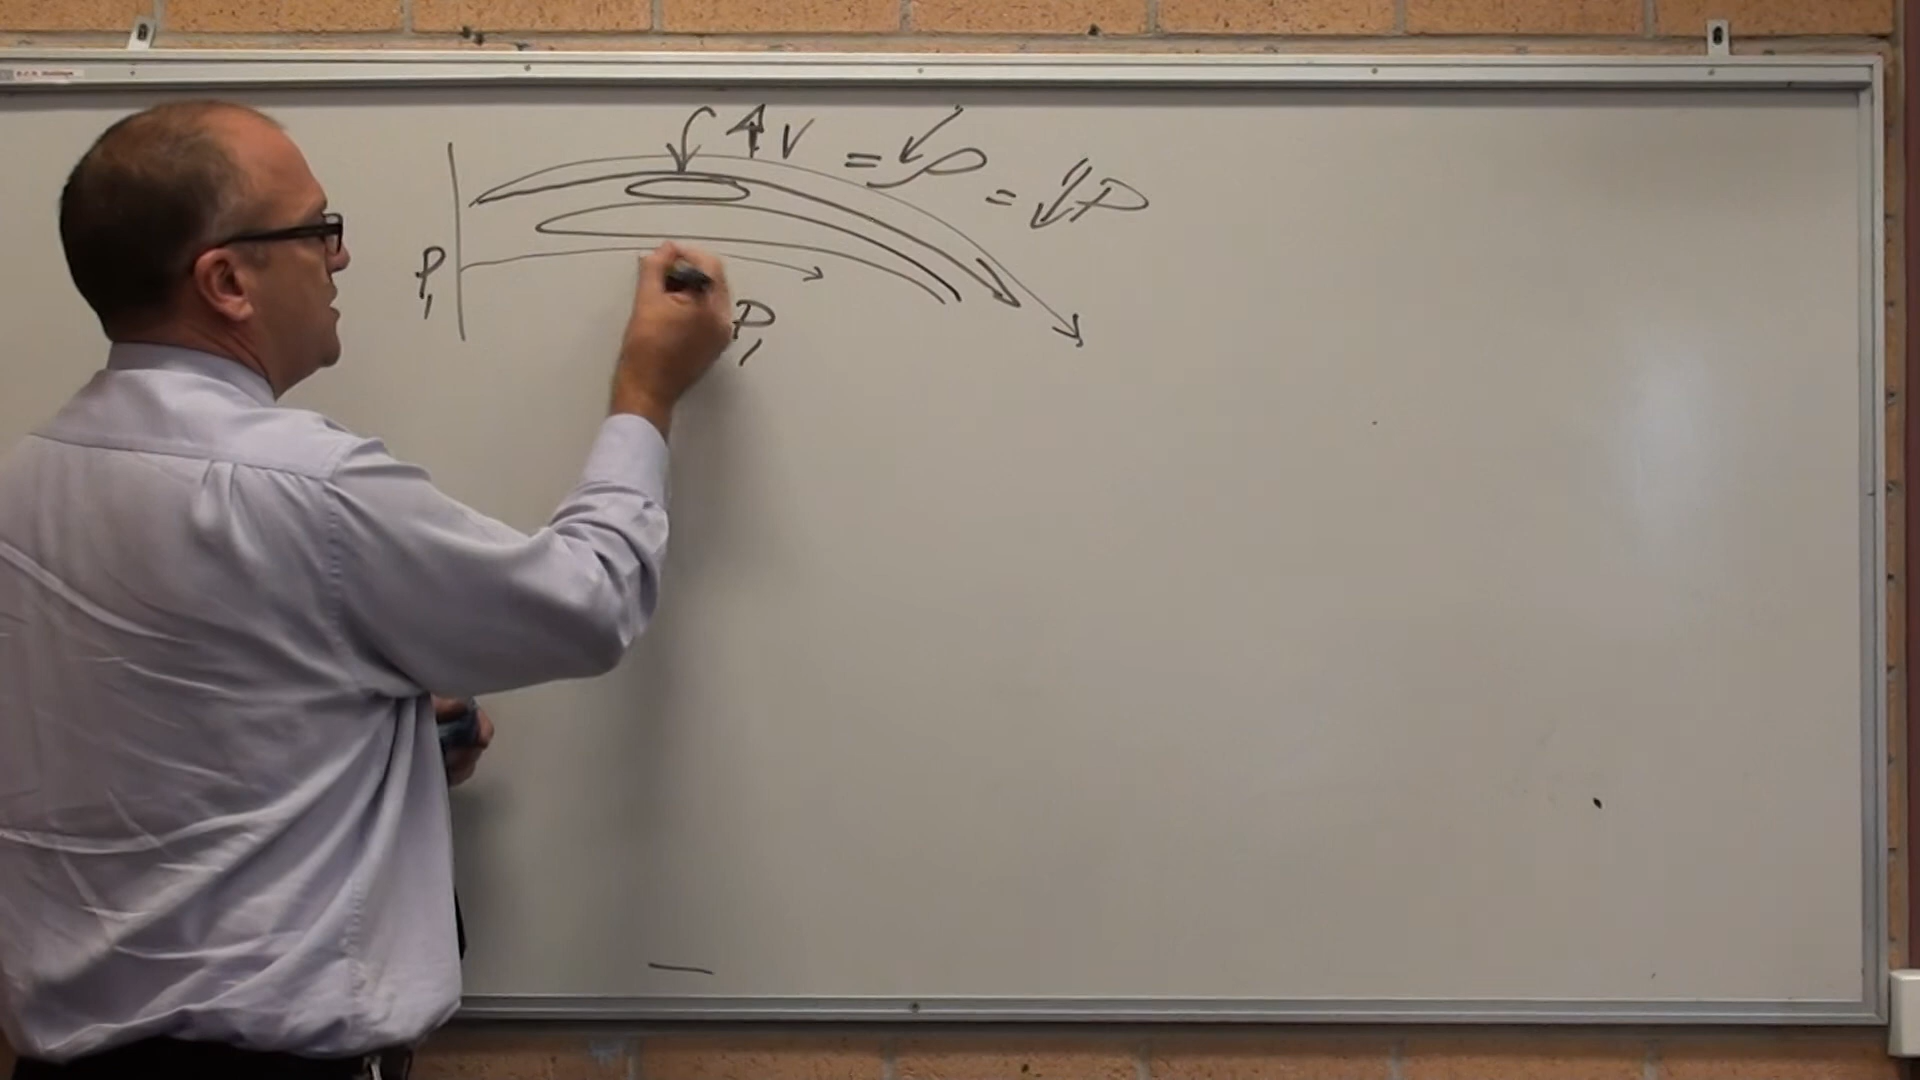 ↑ V = ↙ρ = ↙P
P₁
P₁